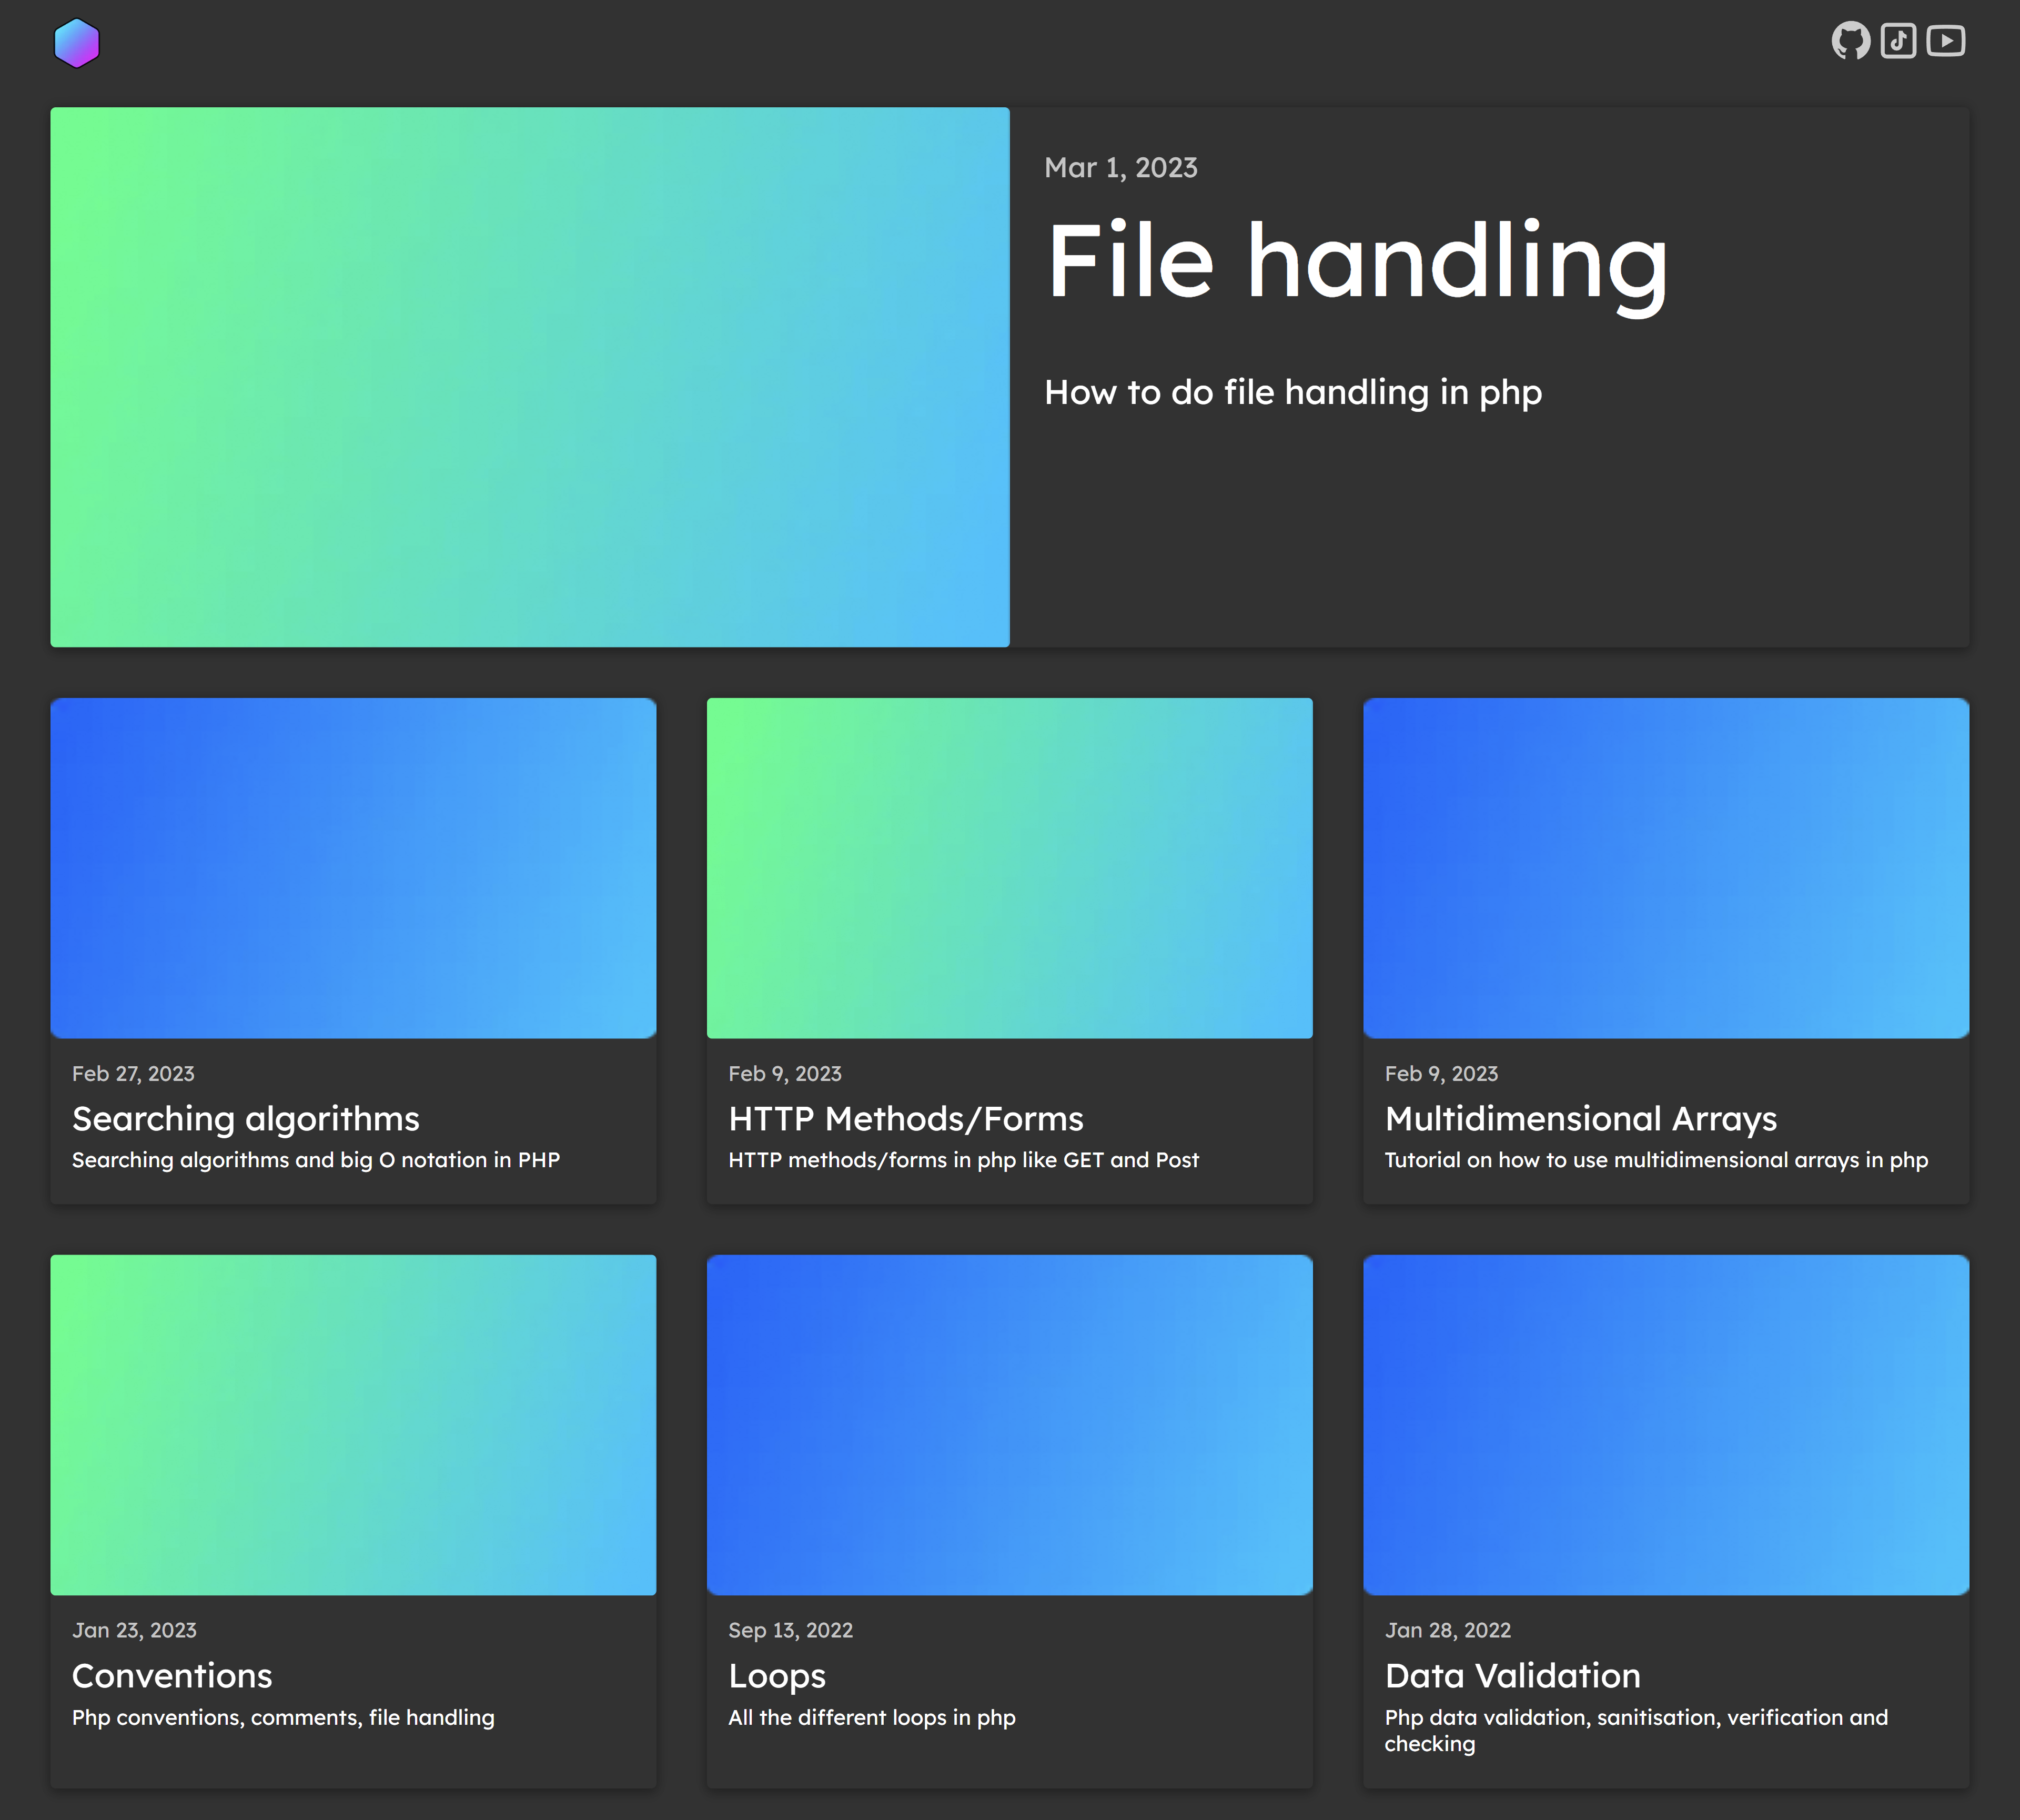 Mar 1, 2023
File handling
How to do file handling in php
Feb 27, 2023
Searching algorithms
Searching algorithms and big O notation in PHP
Feb 9, 2023
HTTP Methods/Forms
HTTP methods/forms in php like GET and Post
Feb 9, 2023
Multidimensional Arrays
Tutorial on how to use multidimensional arrays in php
Jan 23, 2023
Conventions
Php conventions, comments, file handling
Sep 13, 2022
Loops
All the different loops in php
Jan 28, 2022
Data Validation
Php data validation, sanitisation, verification and
checking